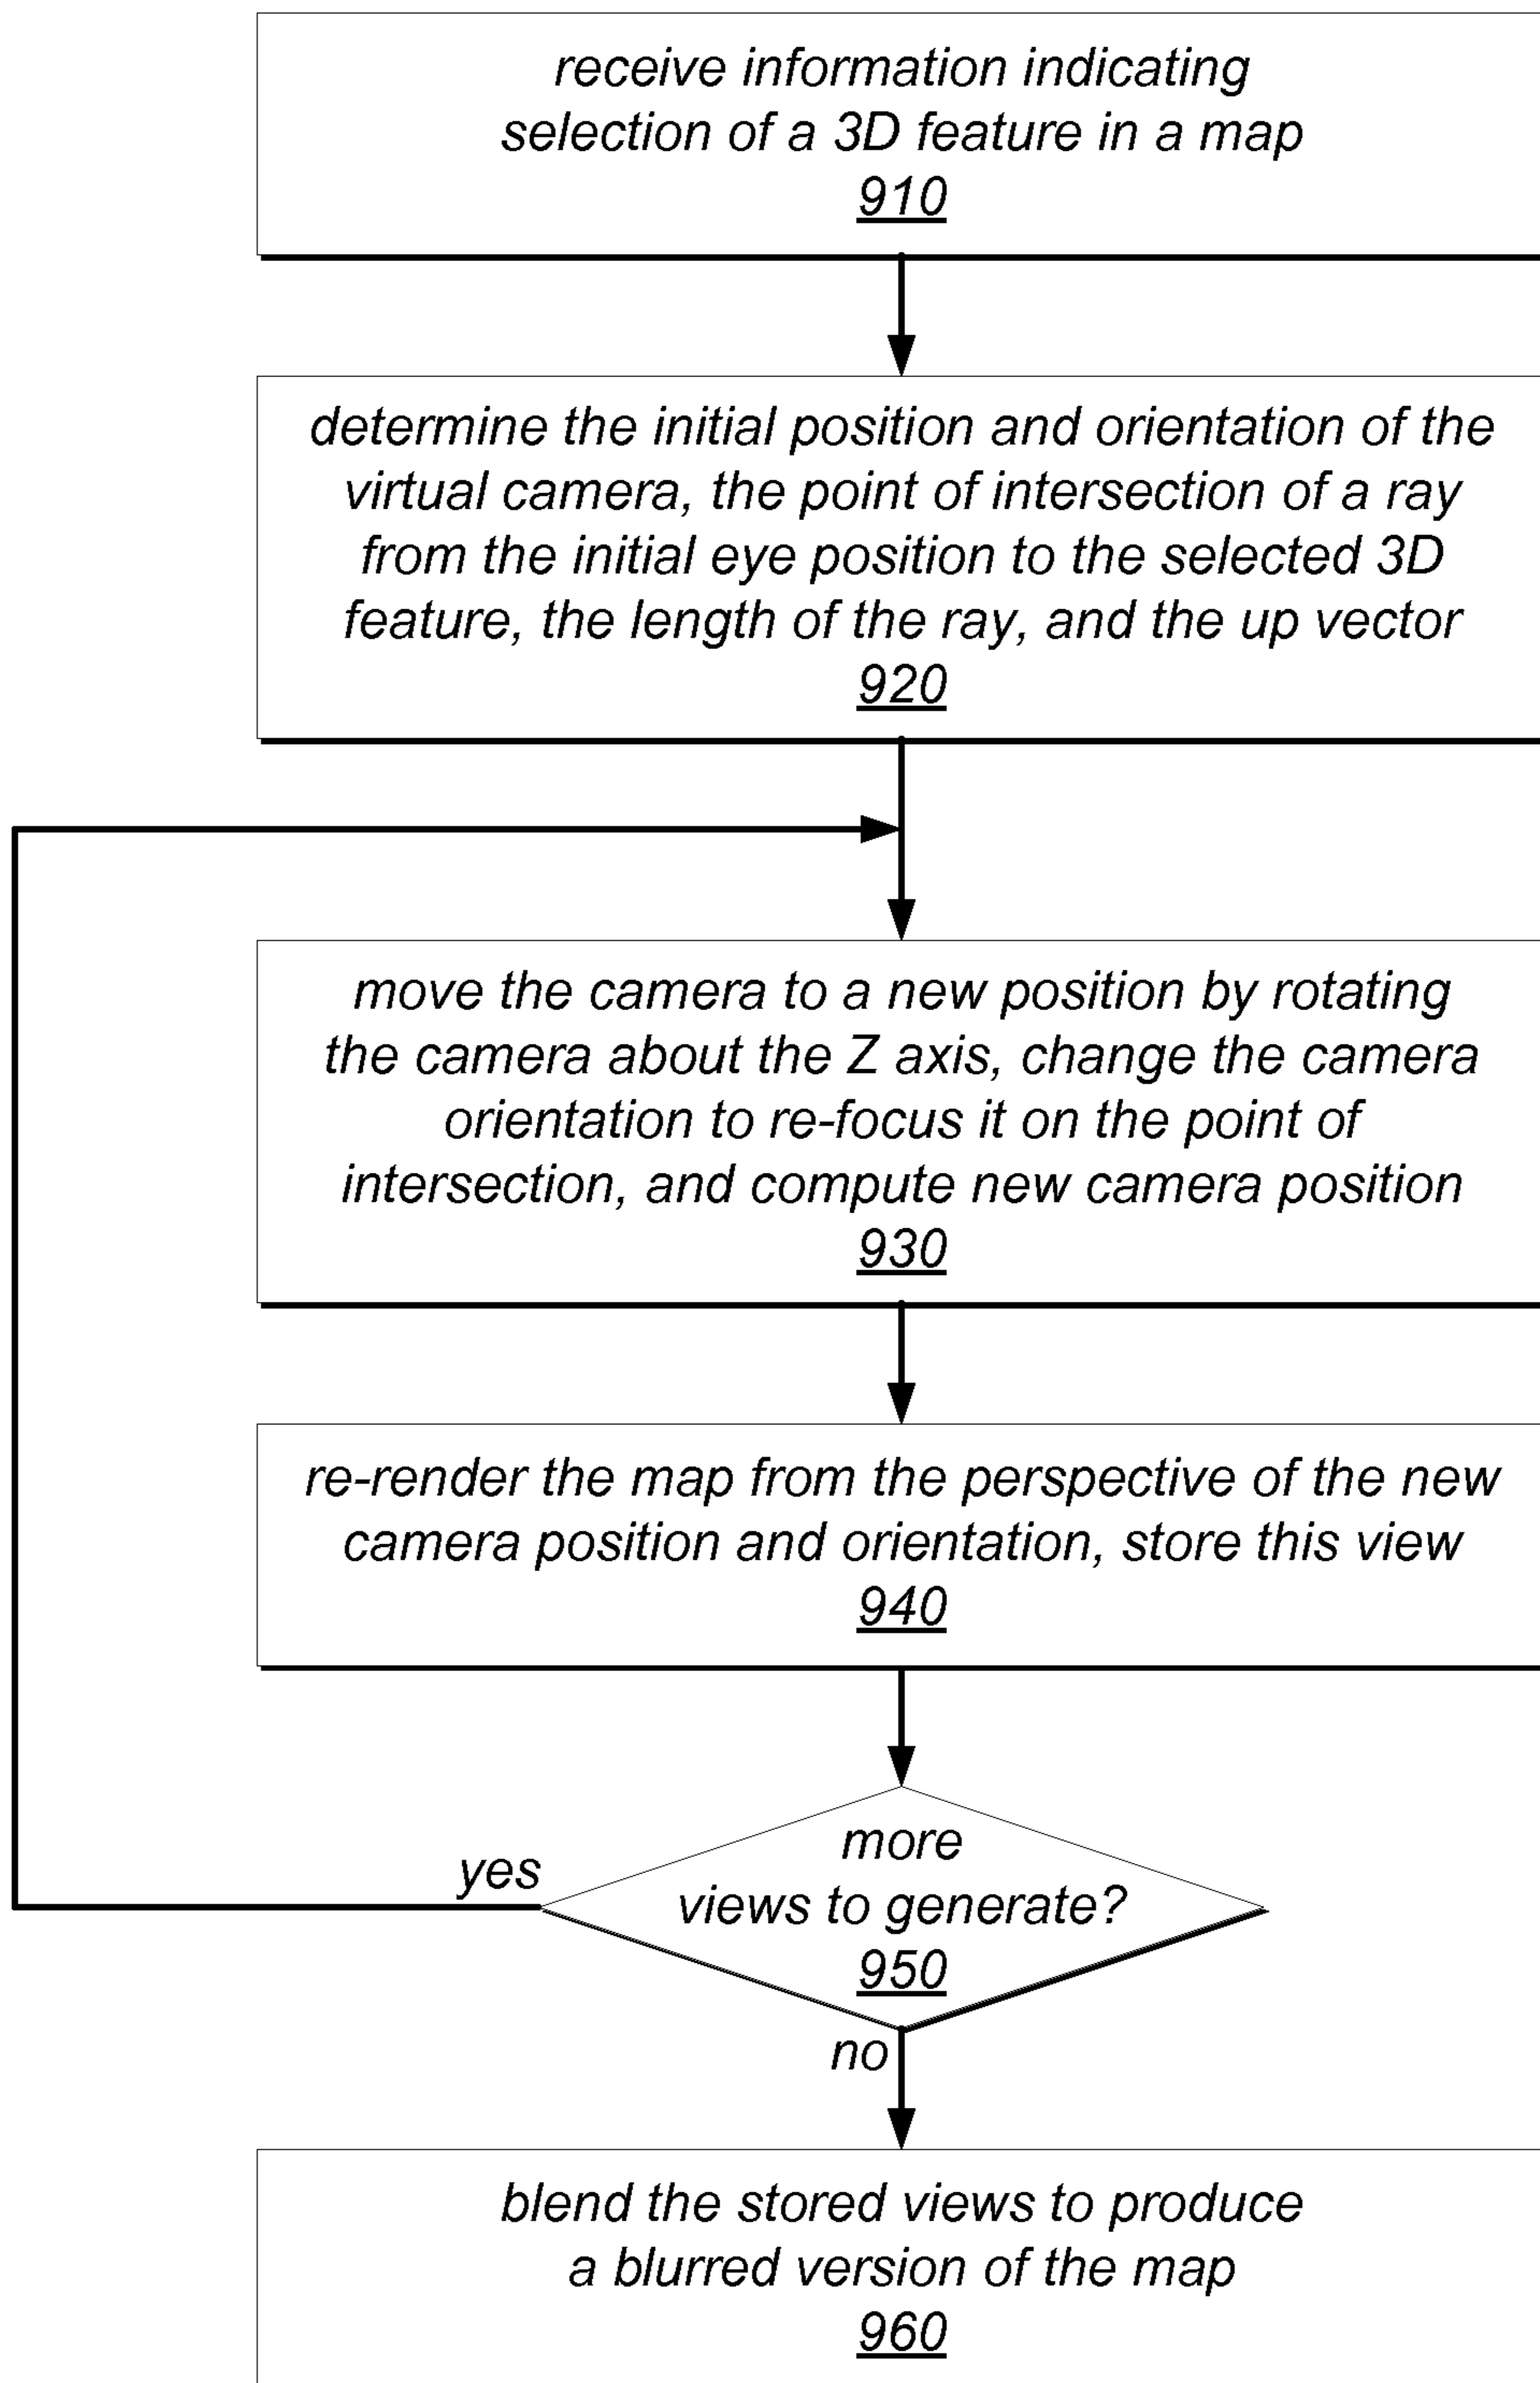 receive information indicating
selection of a 3D feature in a map
910
determine the initial position and orientation of the
virtual camera, the point of intersection of a ray
from the initial eye position to the selected 3D
feature, the length of the ray, and the up vector
920
move the camera to a new position by rotating
the camera about the Z axis, change the camera
orientation to re-focus it on the point of
intersection, and compute new camera position
930
re-render the map from the perspective of the new
camera position and orientation, store this view
940
more
views to generate?
950
yes
no
blend the stored views to produce
a blurred version of the map
960